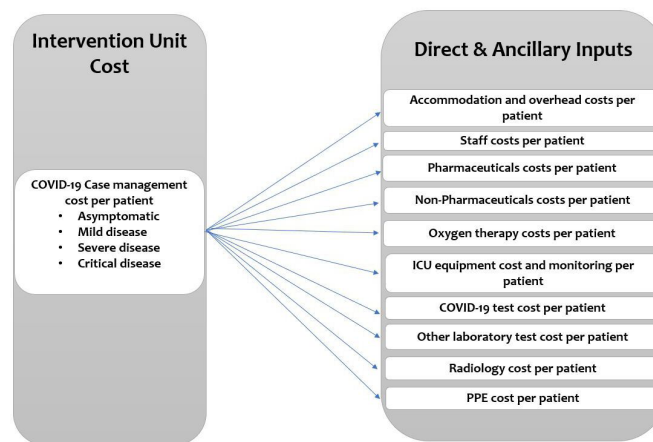 Intervention Unit
Cost
COVID-19 Case management
cost per patient
• Asymptomatic
• Mild disease
• Severe disease
• Critical disease
Direct & Ancillary Inputs
Accommodation and overhead costs per
patient
Staff costs per patient
Pharmaceuticals costs per patient
Non-Pharmaceuticals costs per patient
Oxygen therapy costs per patient
ICU equipment cost and monitoring per
patient
COVID-19 test cost per patient
Other laboratory test cost per patient
Radiology cost per patient
PPE cost per patient